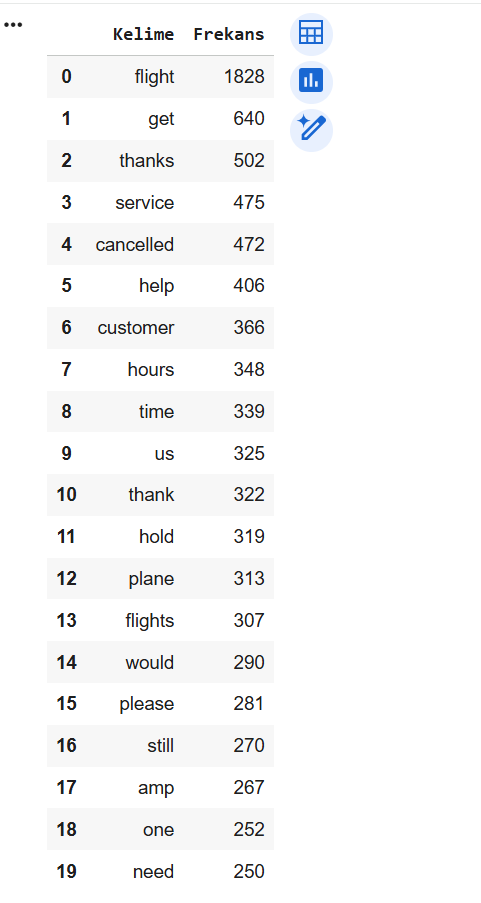 Kelime Frekans
0 flight 1828
1 get 640
2 thanks 502
3 service 475
4 cancelled 472
5 help 406
6 customer 366
7 hours 348
8 time 339
9 us 325
10 thank 322
11 hold 319
12 plane 313
13 flights 307
14 would 290
15 please 281
16 still 270
17 amp 267
18 one 252
19 need 250